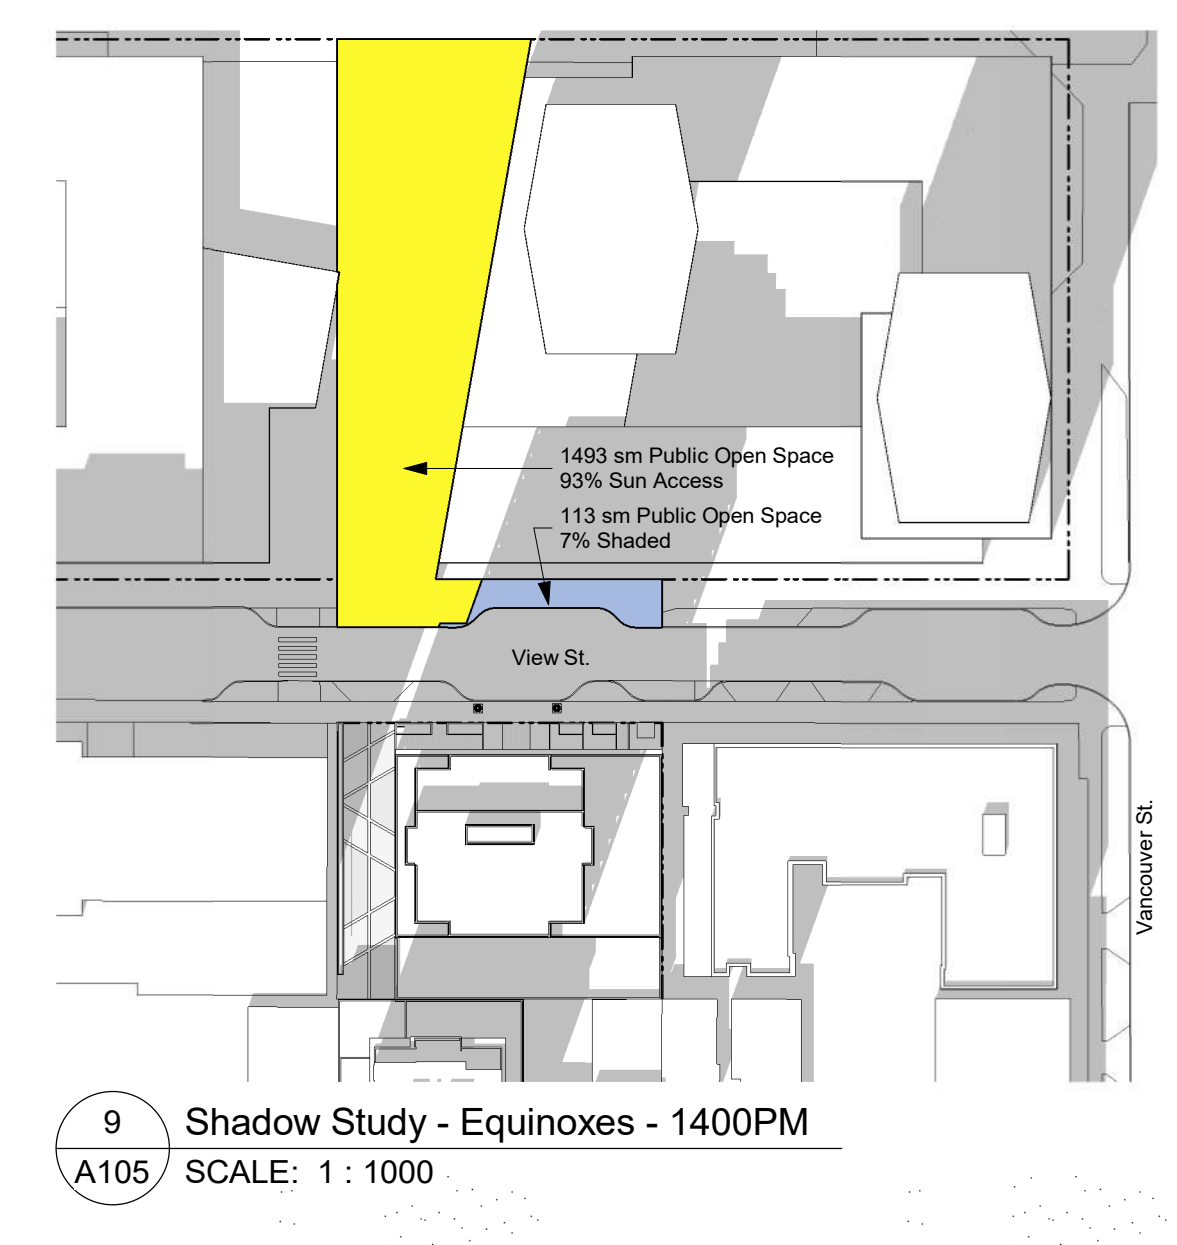 1493 sm Public Open Space
93% Sun Access
113 sm Public Open Space
7% Shaded
View St.
Vancouver St.
9
A105
Shadow Study - Equinoxes - 1400PM
SCALE: 1 : 1000